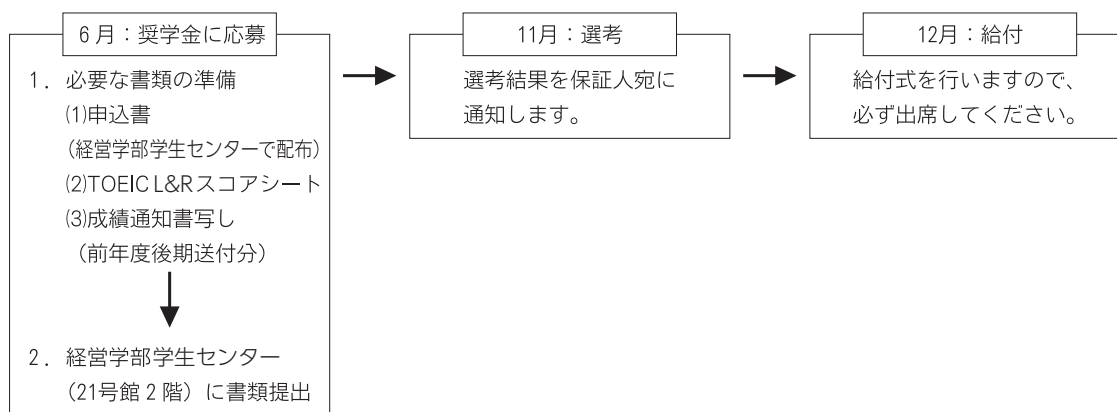 6月：奨学金に応募
1．必要な書類の準備
⑴申込書
(経営学部学生センターで配布)
⑵TOEIC L&Rスコアシート
⑶成績通知書写し
（前年度後期送付分）
2．経営学部学生センター
（21号館2階）に書類提出
11月：選考
選考結果を保証人宛に
通知します。
12月：給付
給付式を行いますので、
必ず出席してください。